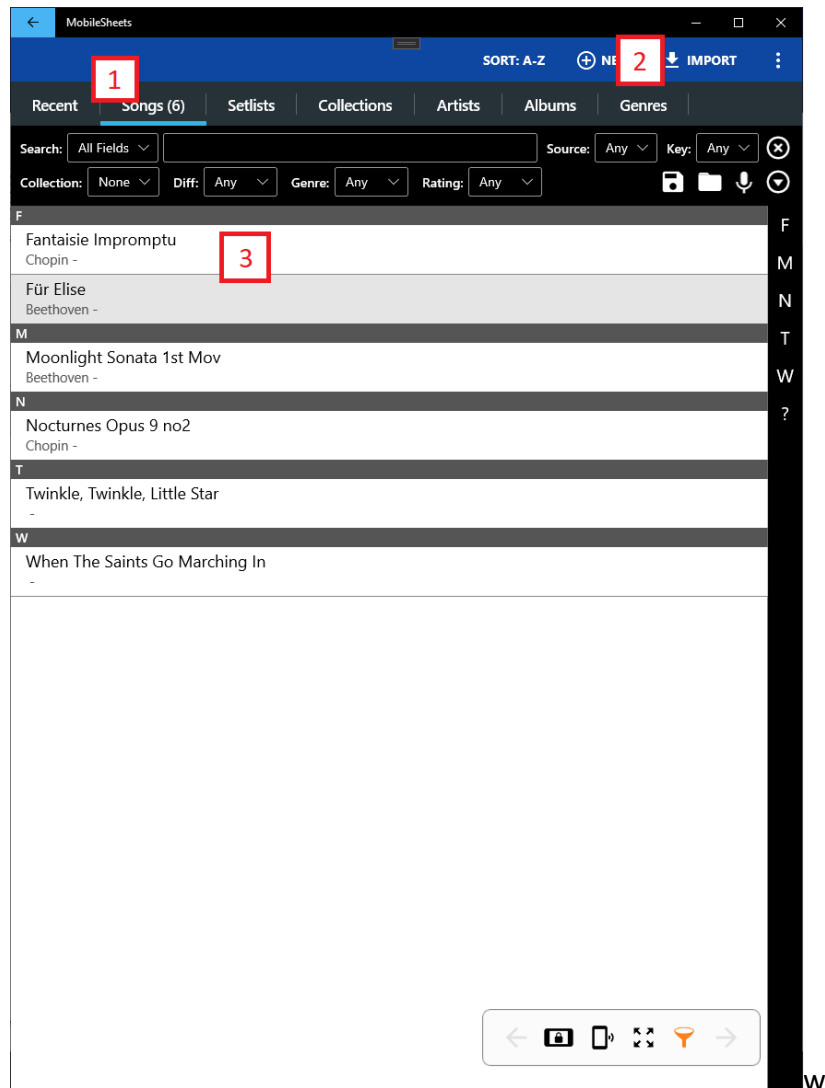 MobileSheets
SORT: A-Z NE 2 IMPORT
1
Recent Songs (6) Setlists Collections Artists Albums Genres
Search: All Fields Source: Any Key: Any
Collection: None Diff: Any Genre: Any Rating: Any
F
Fantaisie Impromptu
Chopin -
3
Für Elise
Beethoven -
M
Moonlight Sonata 1st Mov
Beethoven -
N
Nocturnes Opus 9 no2
Chopin -
T
Twinkle, Twinkle, Little Star
-
W
When The Saints Go Marching In
-
F
M
N
T
W
?
w